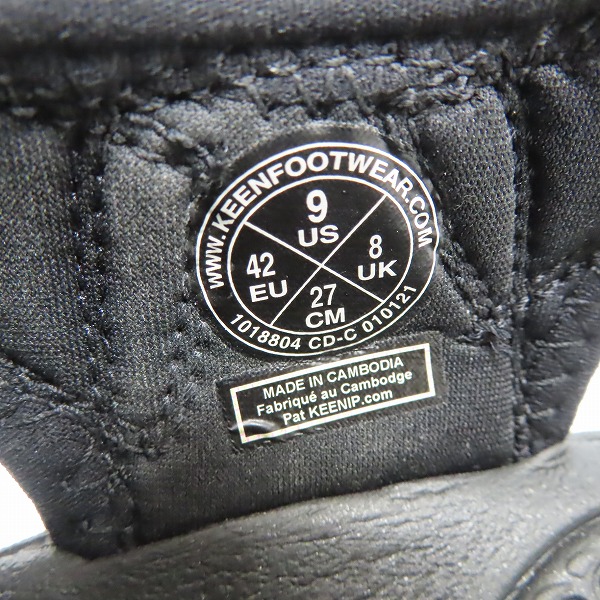 WWW.KEENFOOTWEAR.COM
9
US
42
EU
8
UK
27
CM
1018804 CD-C 010121
MADE IN CAMBODIA
Fabriqué au Cambodge
Pat KEENIP.com